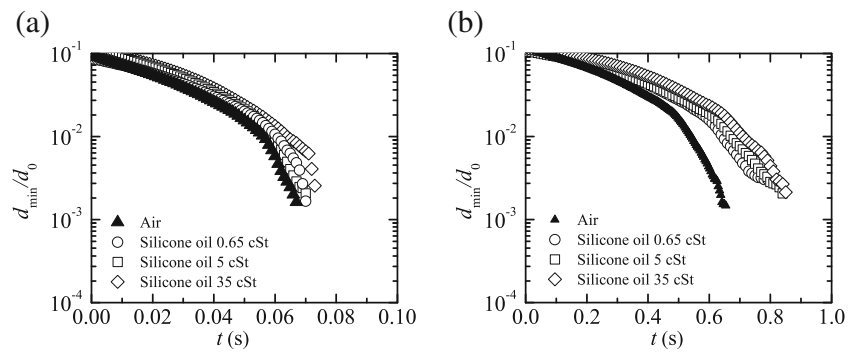 (a)
d_min/d_0
10^-1
10^-2
10^-3
10^-4
Air
Silicone oil 0.65 cSt
Silicone oil 5 cSt
Silicone oil 35 cSt
0.00 0.02 0.04 0.06 0.08 0.10
t (s)
(b)
d_min/d_0
10^-1
10^-2
10^-3
10^-4
Air
Silicone oil 0.65 cSt
Silicone oil 5 cSt
Silicone oil 35 cSt
0.0 0.2 0.4 0.6 0.8 1.0
t (s)